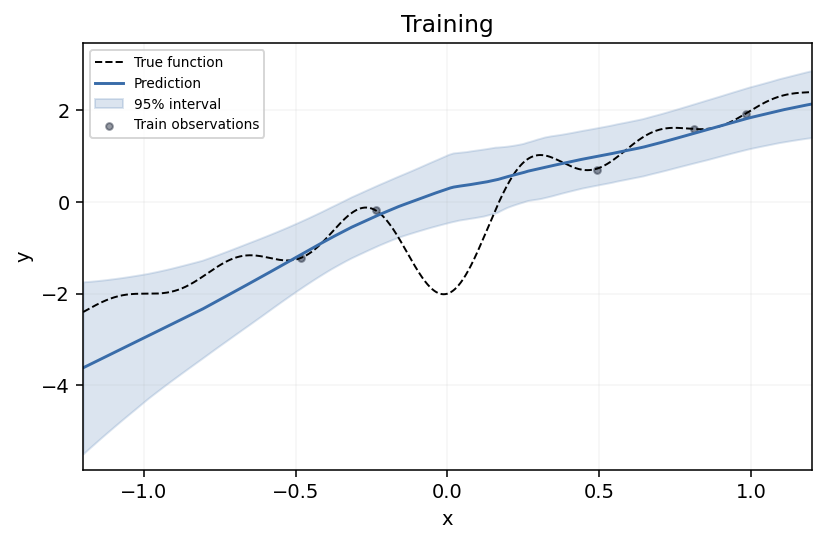 Training
True function
Prediction
95% interval
Train observations
y
2
0
−2
−4
−1.0
−0.5
0.0
0.5
1.0
x